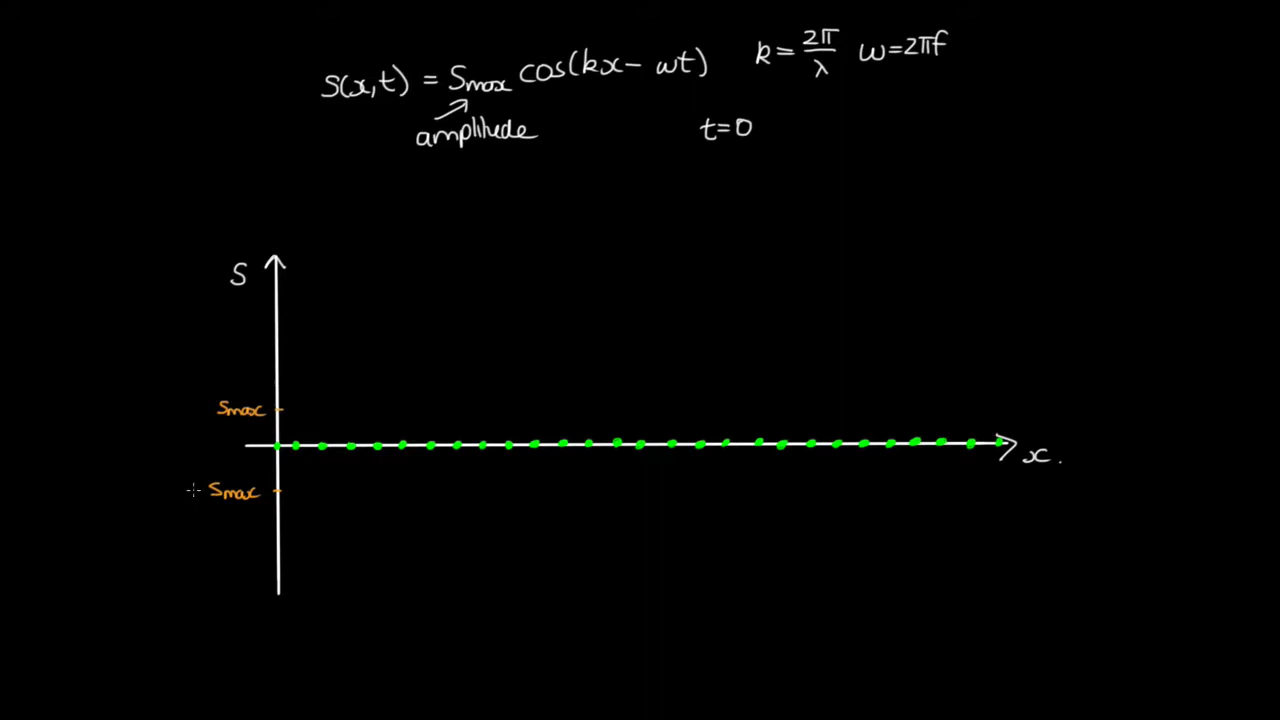 S(x,t) = Smax cos(kx - ωt) k = 2π/λ ω=2πf
amplitude t=0
S
Smax
Smax
x.